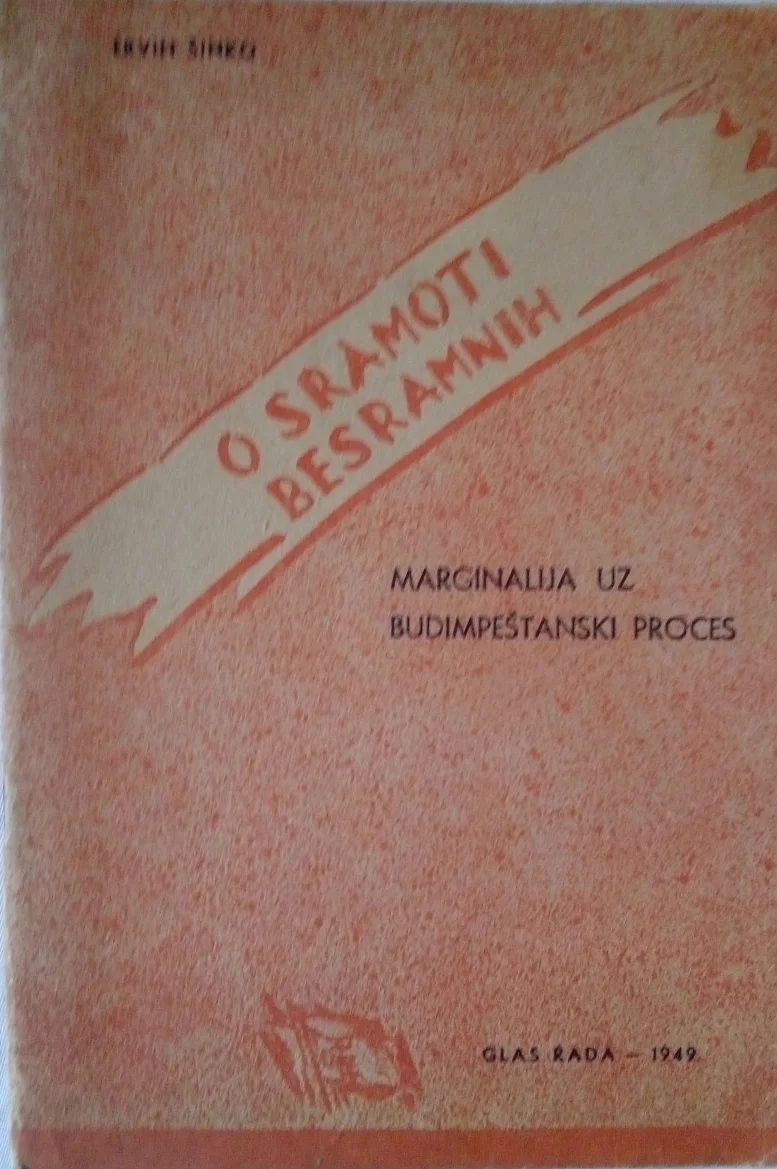 ERVIN ŠINKO
O SRAMOTI
BESRAMNIH
MARGINALIJA UZ
BUDIMPEŠTANSKI PROCES
GLAS RADA – 1949.